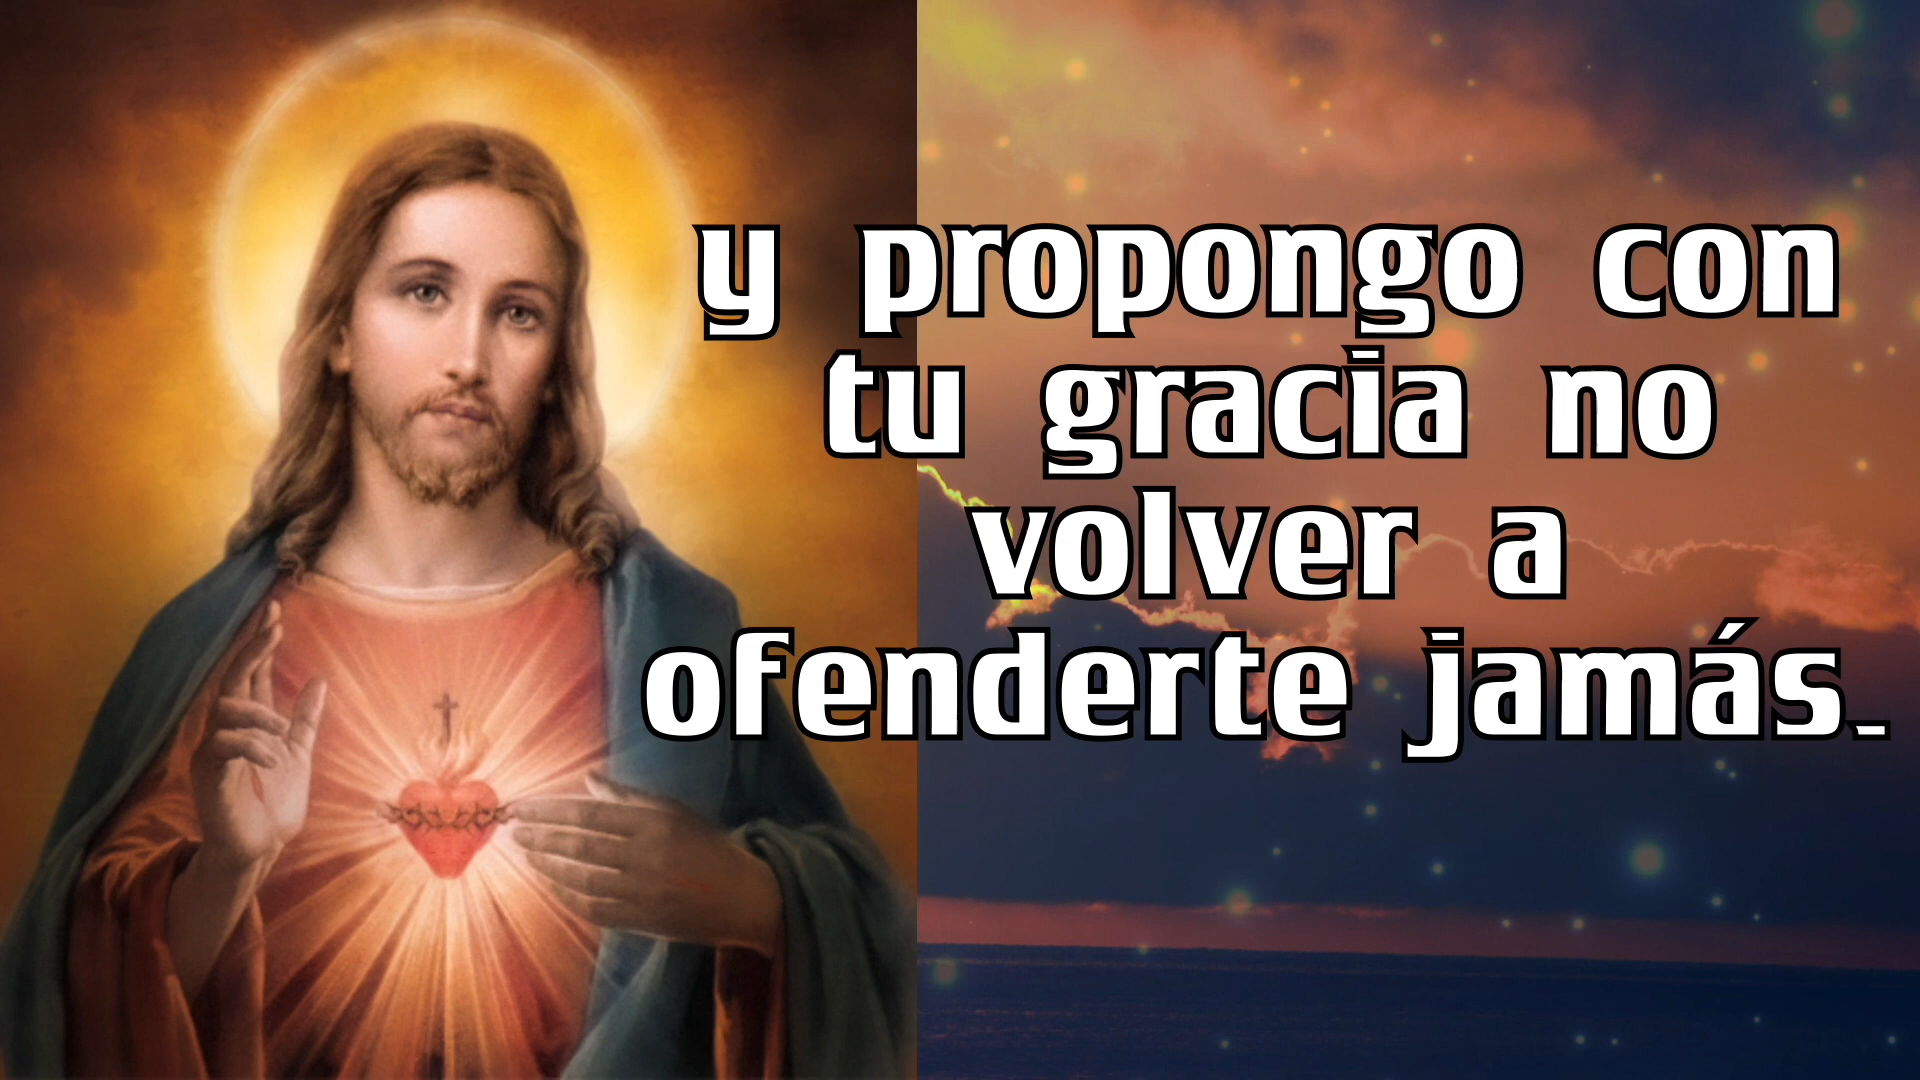 y propongo con
tu gracia no
volver a
ofenderte jamás.